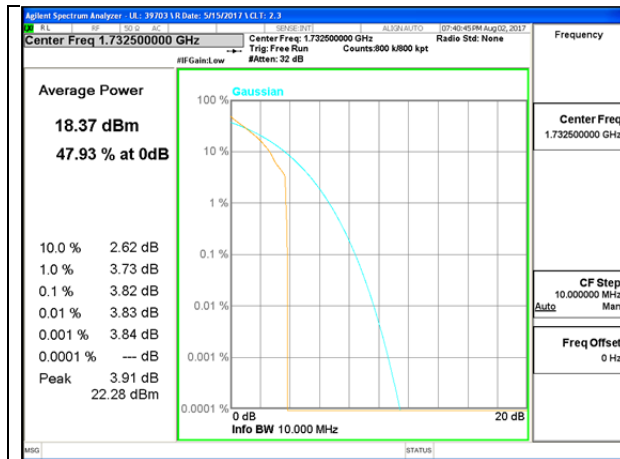 Agilent Spectrum Analyzer - UL: 39703 \ R Date: 5/15/2017 \ CLT: 2.3
RL RF 50 Ω AC SENSE:INT ALIGN AUTO 07:40:45 PM Aug 02, 2017
Center Freq 1.732500000 GHz
Center Freq: 1.732500000 GHz
Radio Std: None
Trig: Free Run Counts:800 k/800 kpt
#IFGain:Low #Atten: 32 dB
Frequency
Average Power
18.37 dBm
47.93 % at 0dB
10.0 % 2.62 dB
1.0 % 3.73 dB
0.1 % 3.82 dB
0.01 % 3.83 dB
0.001 % 3.84 dB
0.0001 % --- dB
Peak 3.91 dB
22.28 dBm
Gaussian
100 %
10 %
1 %
0.1 %
0.01 %
0.001 %
0.0001 %
0 dB 20 dB
Info BW 10.000 MHz
Center Freq
1.732500000 GHz
CF Step
10.000000 MHz
Auto Man
Freq Offset
0 Hz
MSG STATUS